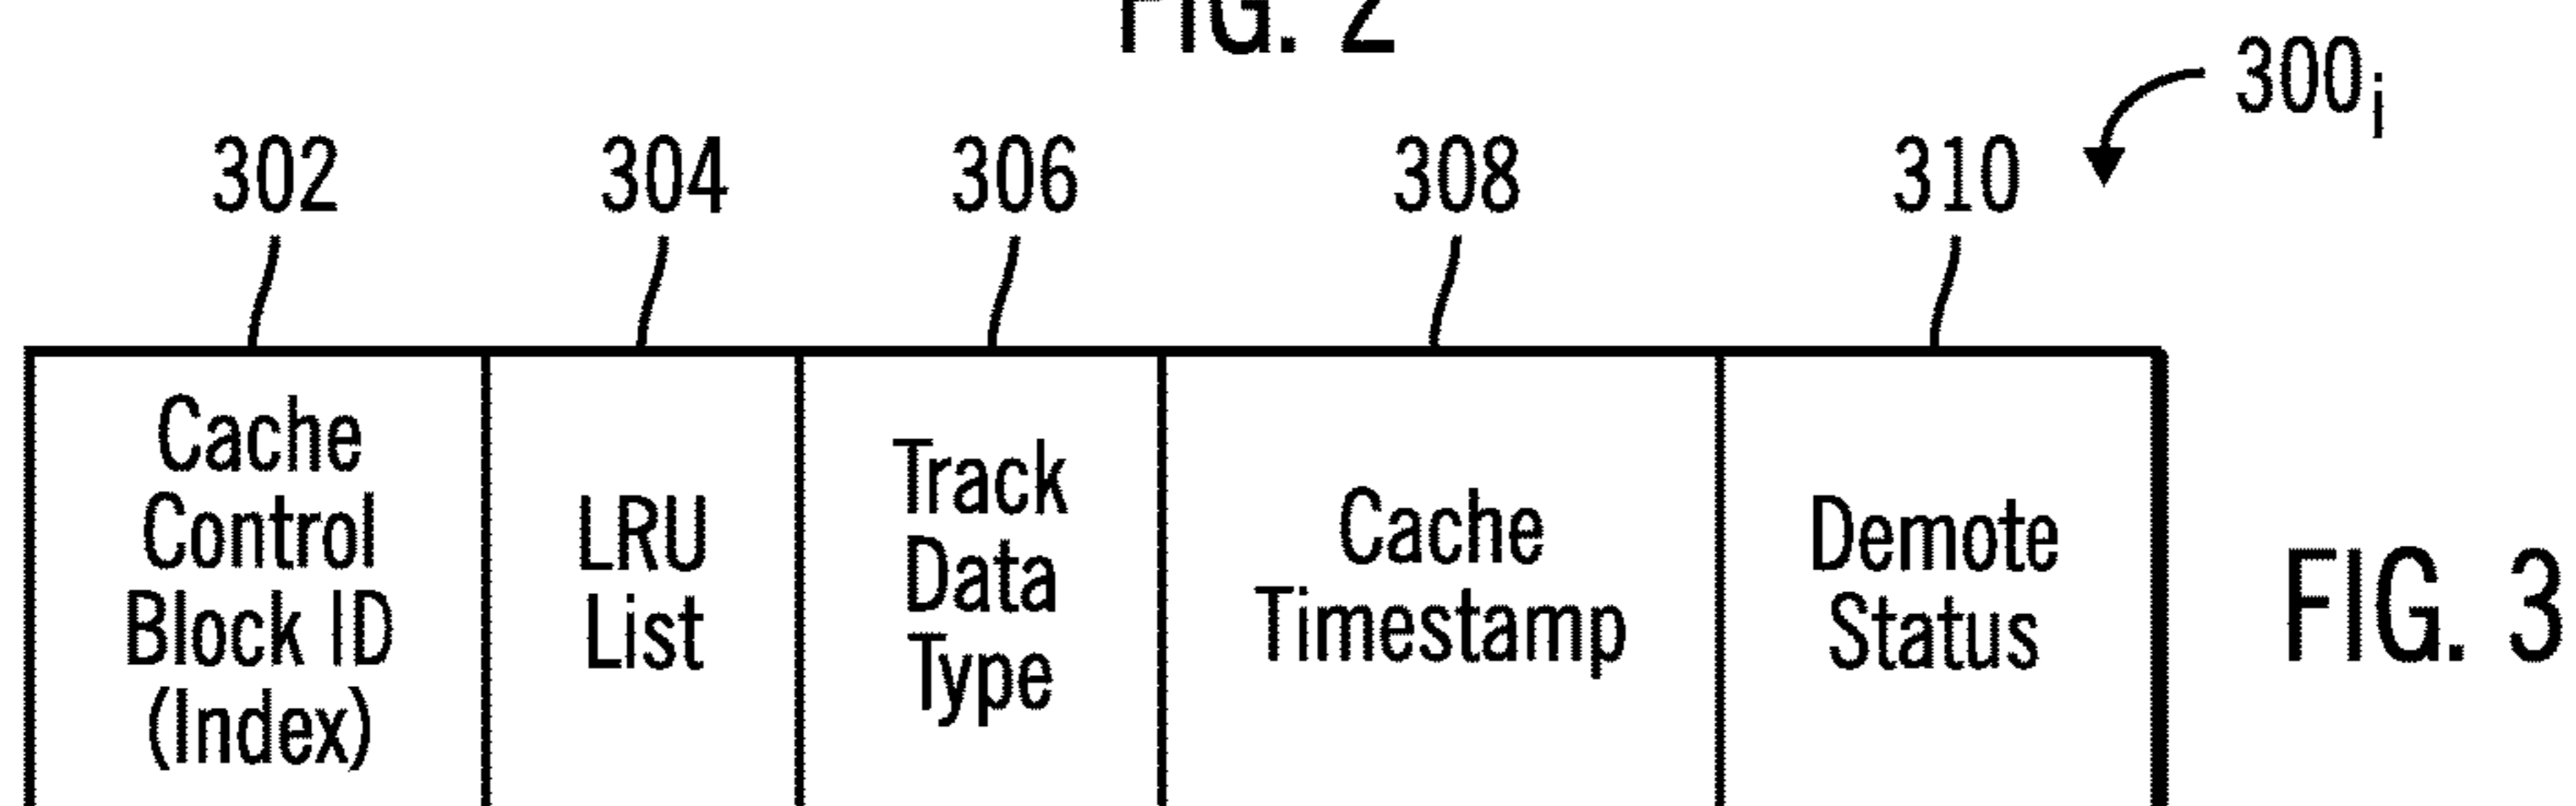 FIG. 2
300i
302 304 306 308 310
Cache
Control
Block ID
(Index)
LRU
List
Track
Data
Type
Cache
Timestamp
Demote
Status
FIG. 3